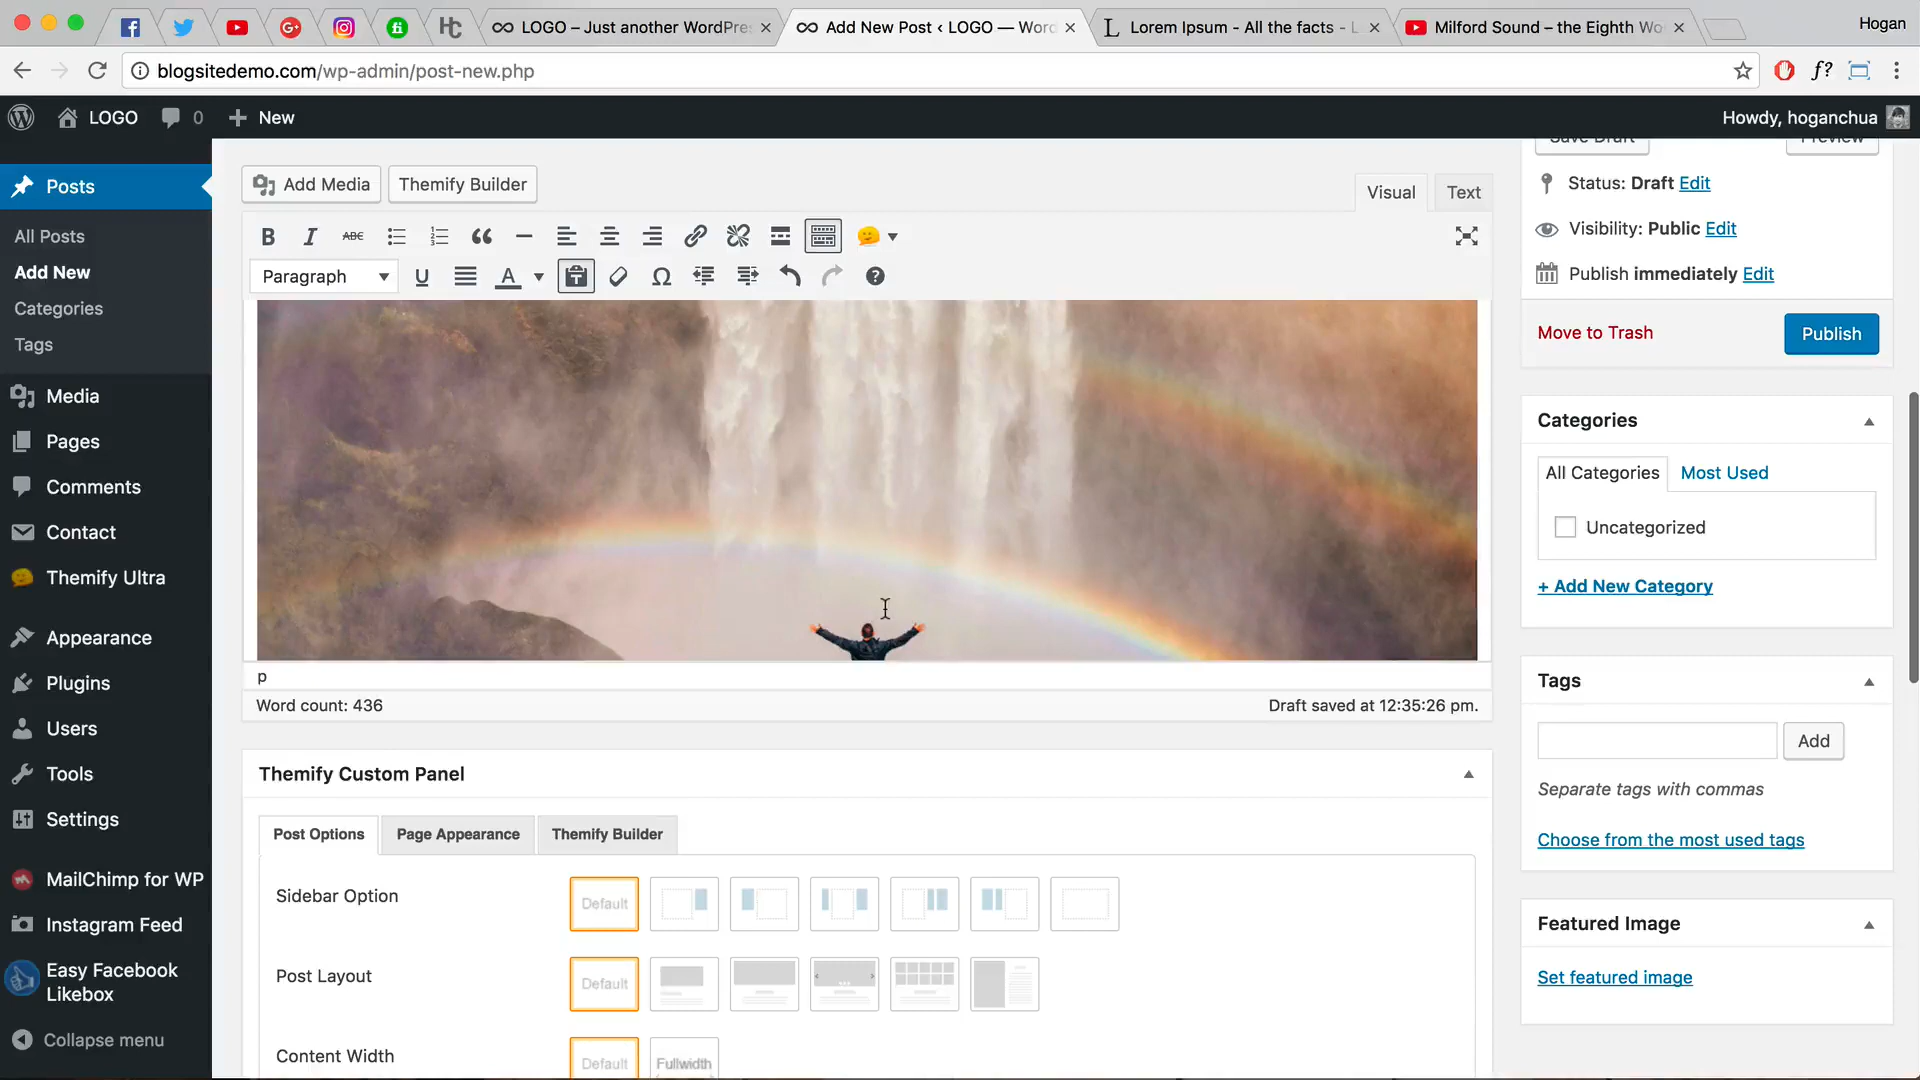 LOGO – Just another WordPres
Add New Post ‹ LOGO — Word
Lorem Ipsum - All the facts - L
Milford Sound – the Eighth Wo
Hogan
blogsitedemo.com/wp-admin/post-new.php
f?
LOGO
0
New
Howdy, hoganchua
Posts
All Posts
Add New
Categories
Tags
Media
Pages
Comments
Contact
Themify Ultra
Appearance
Plugins
Users
Tools
Settings
MailChimp for WP
Instagram Feed
Easy Facebook
Likebox
Collapse menu
Add Media
Themify Builder
Visual
Text
ABC
Paragraph
p
Word count: 436
Draft saved at 12:35:26 pm.
Themify Custom Panel
Post Options
Page Appearance
Themify Builder
Sidebar Option
Default
Post Layout
Default
Content Width
Default
Fullwidth
Save Draft
Preview
Status: Draft Edit
Visibility: Public Edit
Publish immediately Edit
Move to Trash
Publish
Categories
All Categories
Most Used
Uncategorized
+ Add New Category
Tags
Add
Separate tags with commas
Choose from the most used tags
Featured Image
Set featured image